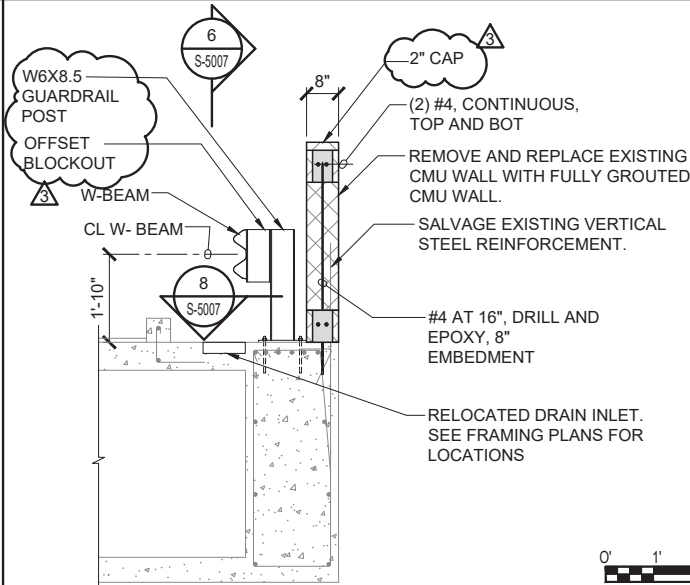 6
S-5007
3
2" CAP
8"
W6X8.5
GUARDRAIL
POST
OFFSET
BLOCKOUT
3
(2) #4, CONTINUOUS,
TOP AND BOT
REMOVE AND REPLACE EXISTING
CMU WALL WITH FULLY GROUTED
CMU WALL.
W-BEAM
CL W- BEAM
SALVAGE EXISTING VERTICAL
STEEL REINFORCEMENT.
8
S-5007
1'-10"
#4 AT 16", DRILL AND
EPOXY, 8"
EMBEDMENT
RELOCATED DRAIN INLET.
SEE FRAMING PLANS FOR
LOCATIONS
0' 1'